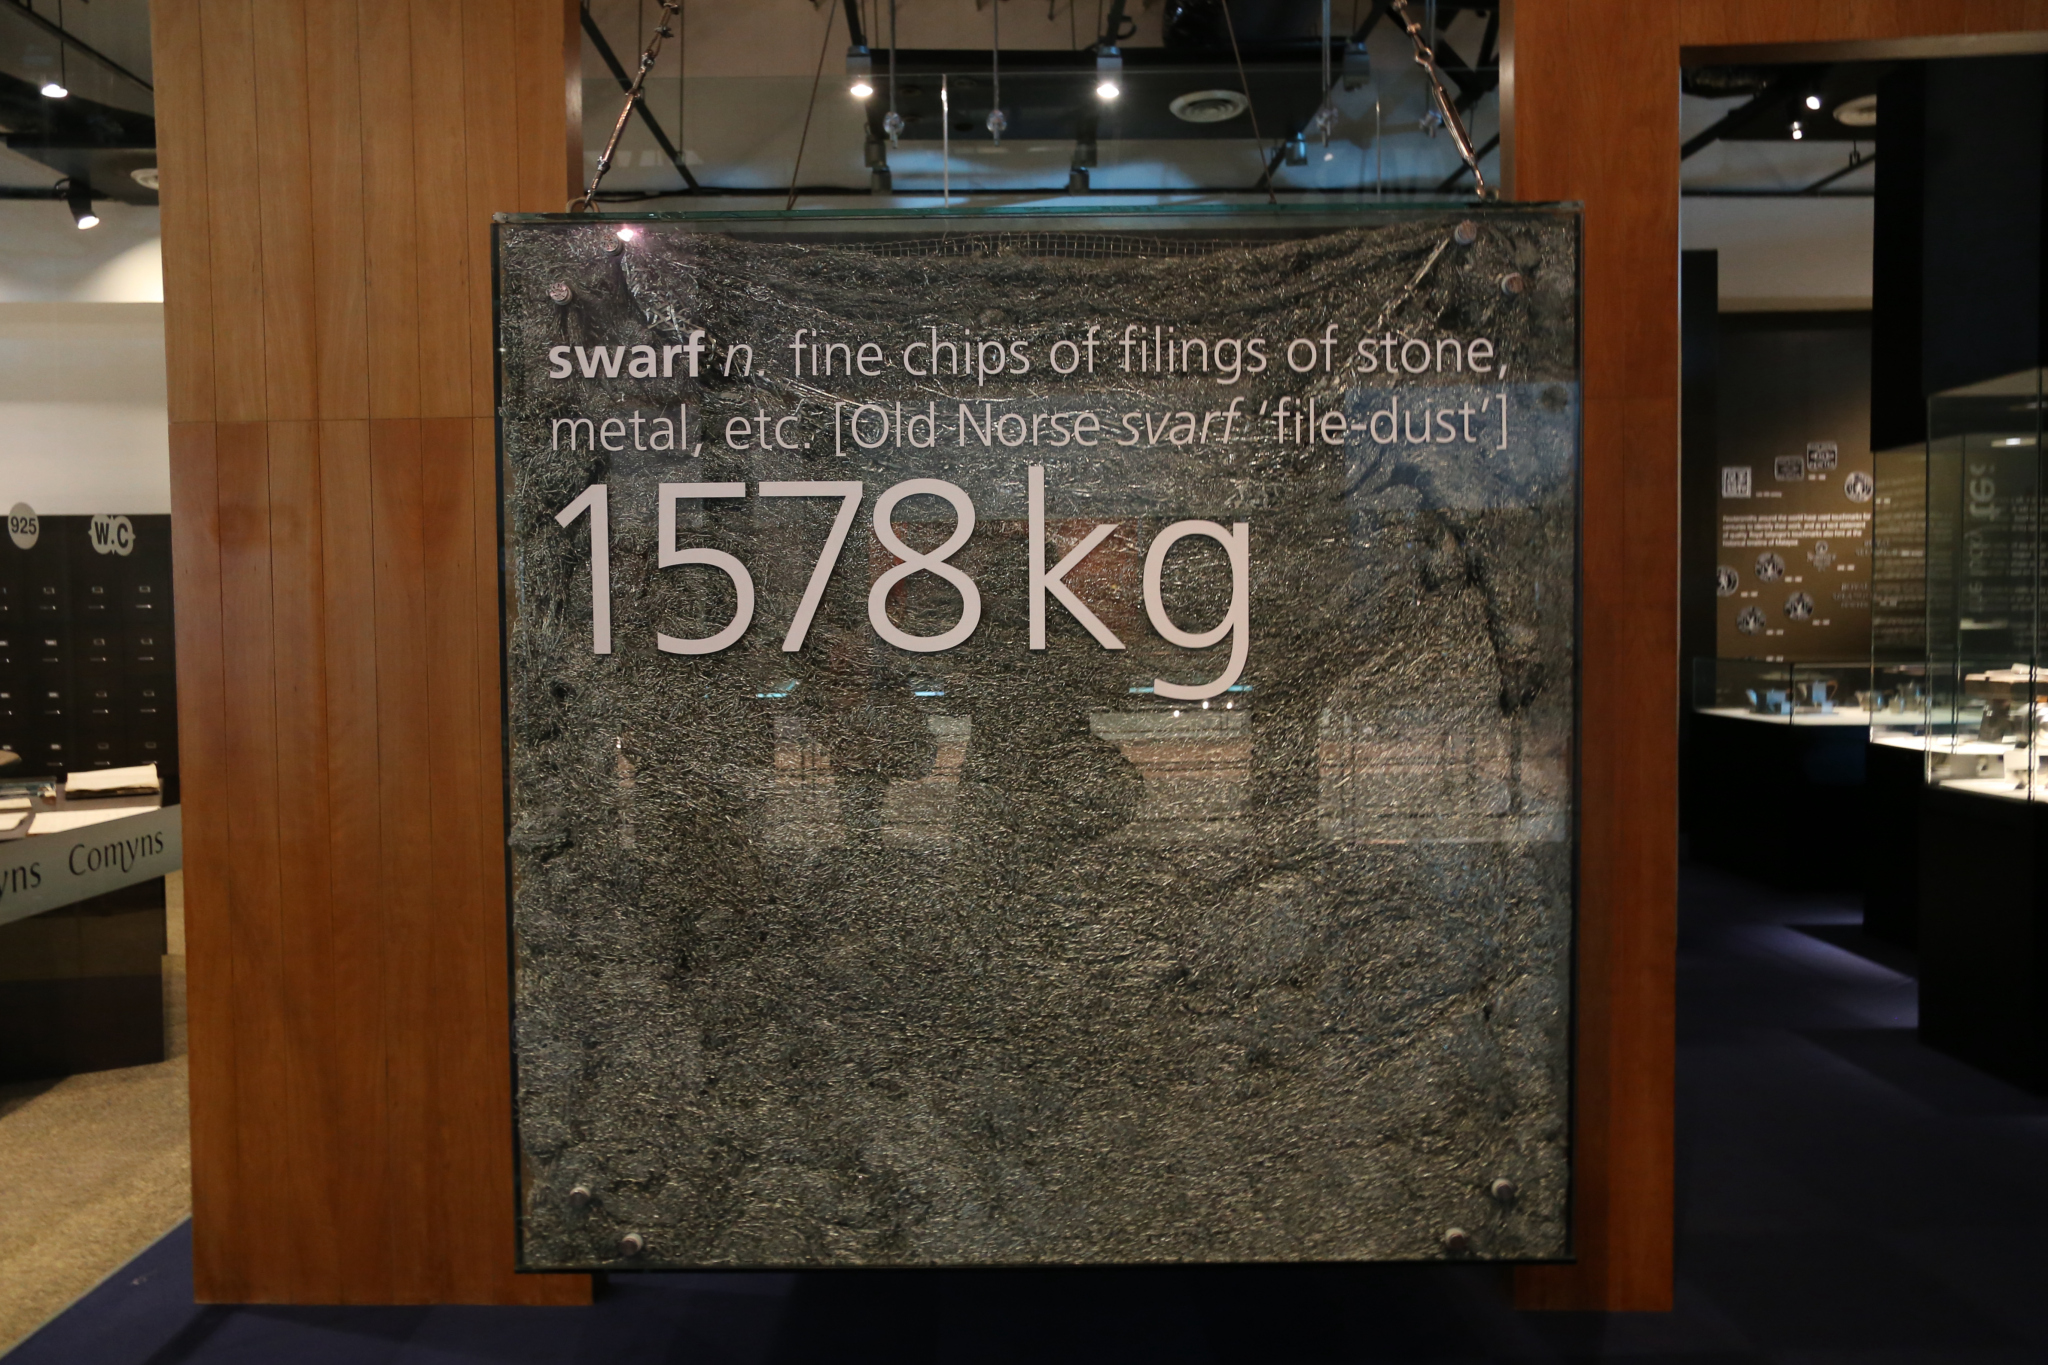 swarf n. fine chips of filings of stone,
metal, etc. [Old Norse svarf 'file-dust']
1578 kg
925
W.C
yns Comyns